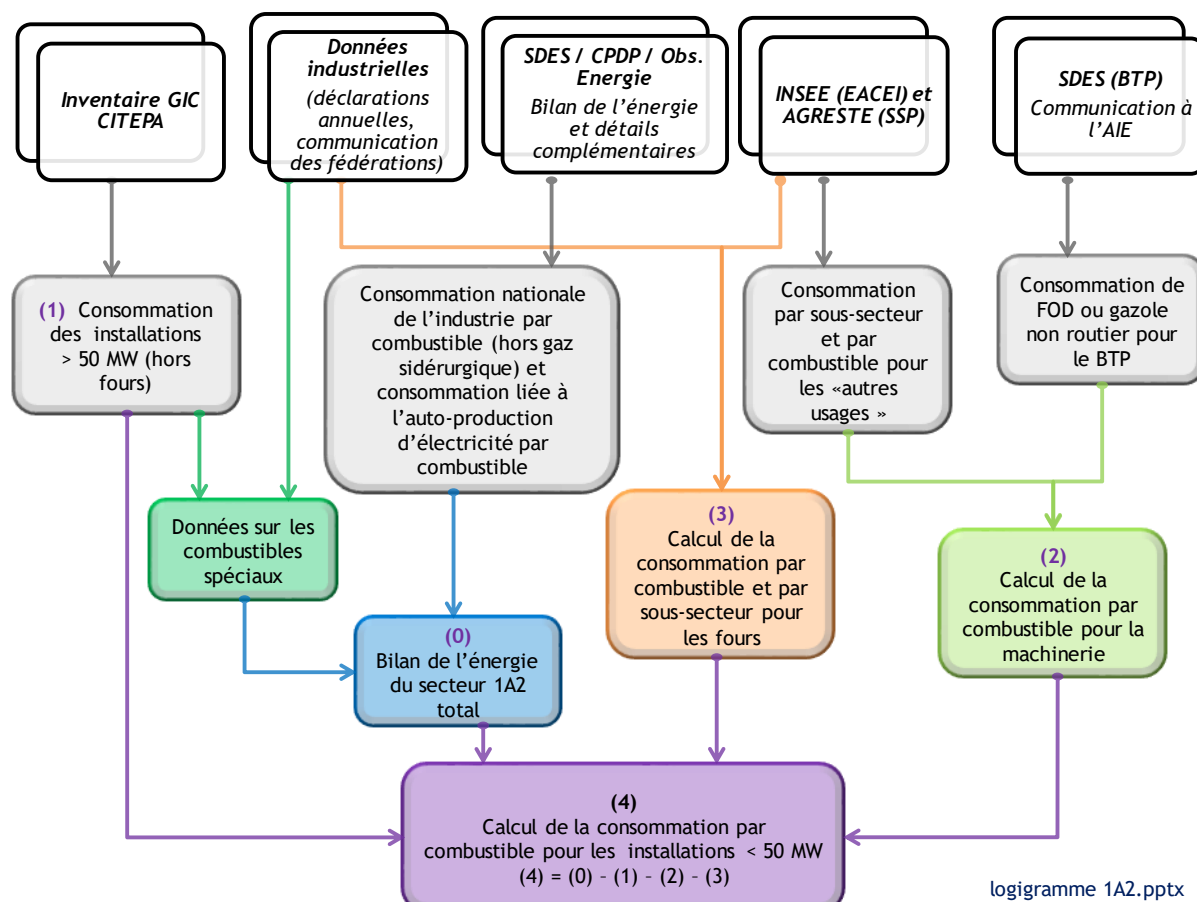 Inventaire GIC
CITEPA
Données
industrielles
(déclarations
annuelles,
communication
des fédérations)
SDES / CPDP / Obs.
Energie
Bilan de l’énergie
et détails
complémentaires
INSEE (EACEI) et
AGRESTE (SSP)
SDES (BTP)
Communication à
l’AIE
(1) Consommation
des installations
> 50 MW (hors
fours)
Consommation nationale
de l’industrie par
combustible (hors gaz
sidérurgique) et
consommation liée à
l’auto-production
d’électricité par
combustible
Consommation
par sous-secteur
et par
combustible pour
les «autres
usages »
Consommation de
FOD ou gazole
non routier pour
le BTP
Données sur les
combustibles
spéciaux
(3)
Calcul de la
consommation par
combustible et par
sous-secteur pour
les fours
(2)
Calcul de la
consommation par
combustible pour la
machinerie
(0)
Bilan de l’énergie
du secteur 1A2
total
(4)
Calcul de la consommation par
combustible pour les installations < 50 MW
(4) = (0) – (1) – (2) – (3)
logigramme 1A2.pptx